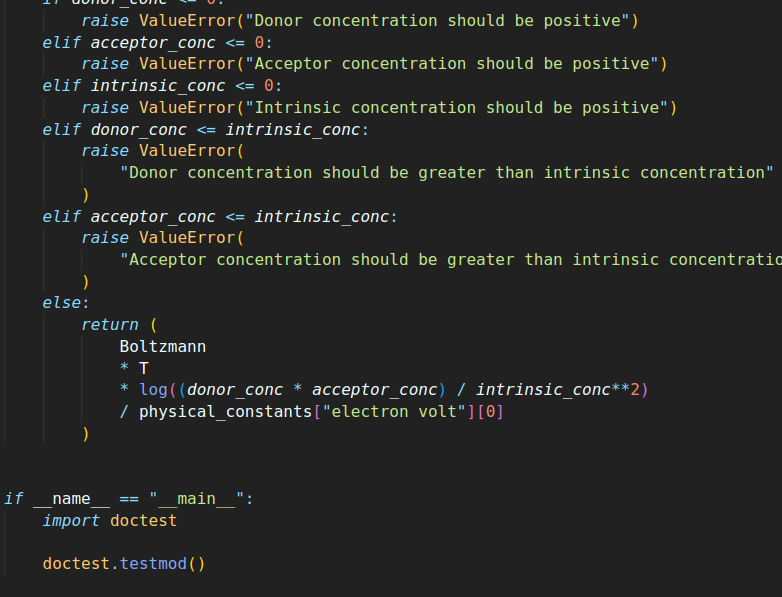 if donor_conc <= 0:
raise ValueError("Donor concentration should be positive")
elif acceptor_conc <= 0:
raise ValueError("Acceptor concentration should be positive")
elif intrinsic_conc <= 0:
raise ValueError("Intrinsic concentration should be positive")
elif donor_conc <= intrinsic_conc:
raise ValueError(
"Donor concentration should be greater than intrinsic concentration"
)
elif acceptor_conc <= intrinsic_conc:
raise ValueError(
"Acceptor concentration should be greater than intrinsic concentratio
)
else:
return (
Boltzmann
* T
* log((donor_conc * acceptor_conc) / intrinsic_conc**2)
/ physical_constants["electron volt"][0]
)
if __name__ == "__main__":
import doctest
doctest.testmod()